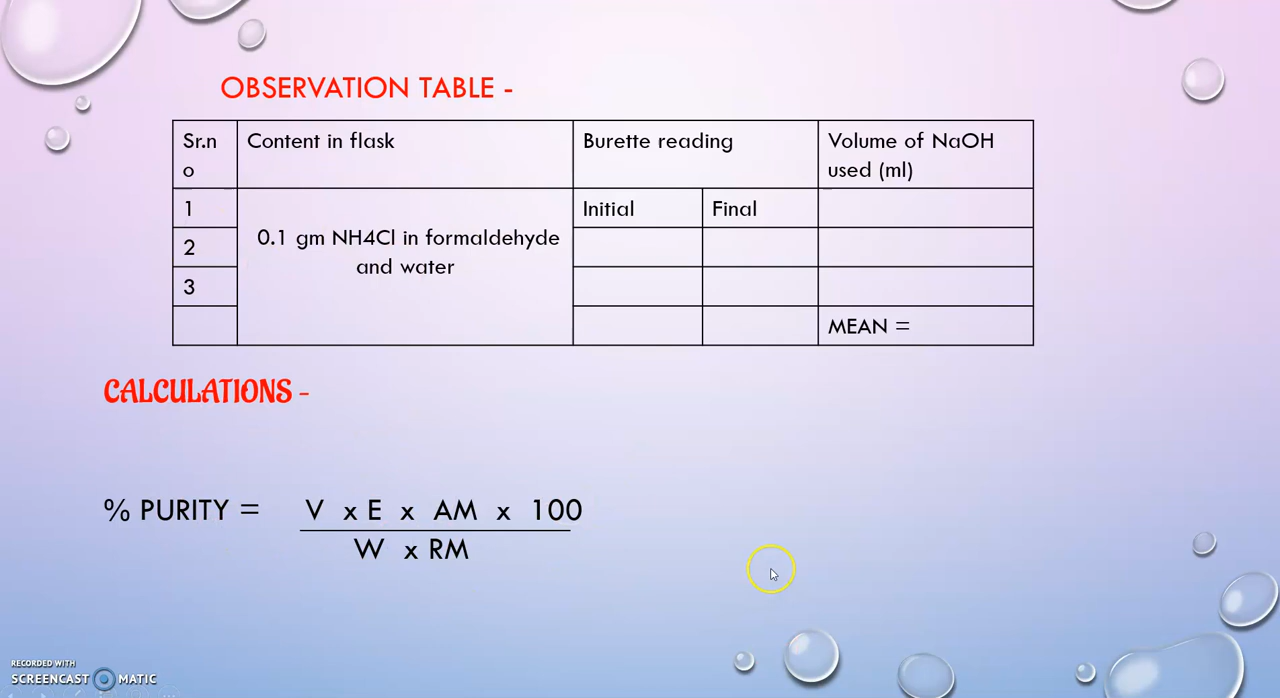 OBSERVATION TABLE -
Sr.n
o
Content in flask
Burette reading
Volume of NaOH
used (ml)
1
Initial
Final
0.1 gm NH4Cl in formaldehyde
and water
2
3
MEAN =
CALCULATIONS -
% PURITY = V x E x AM x 100
W x RM
RECORDED WITH
SCREENCAST MATIC